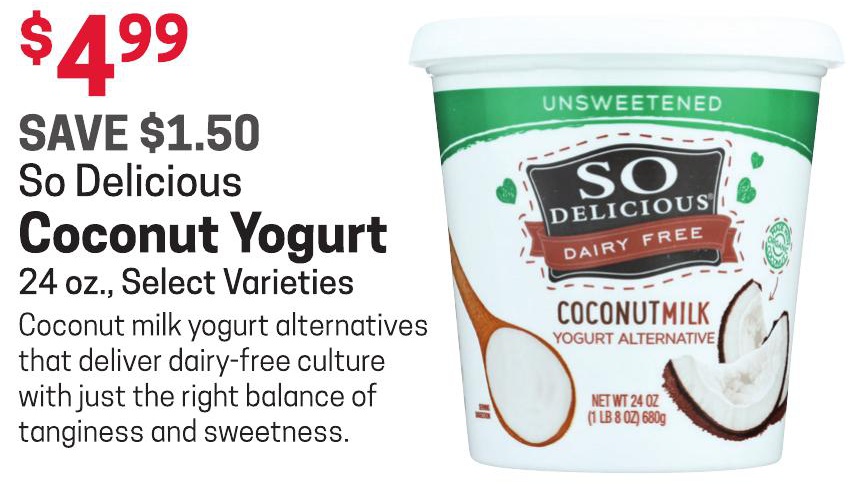 $4.99
SAVE $1.50
So Delicious
Coconut Yogurt
24 oz., Select Varieties
Coconut milk yogurt alternatives
that deliver dairy-free culture
with just the right balance of
tanginess and sweetness.
UNSWEETENED
SO
DELICIOUS®
DAIRY FREE
COCONUTMILK
YOGURT ALTERNATIVE
NET WT 24 OZ
(1 LB 8 OZ) 680g
SERVING
SUGGESTION